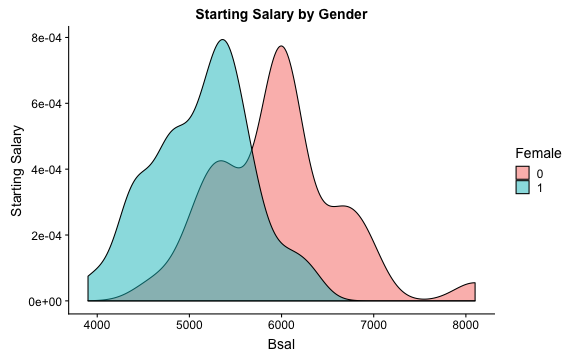 Starting Salary by Gender
8e-04
6e-04
4e-04
2e-04
0e+00
Starting Salary
4000 5000 6000 7000 8000
Bsal
Female
0
1